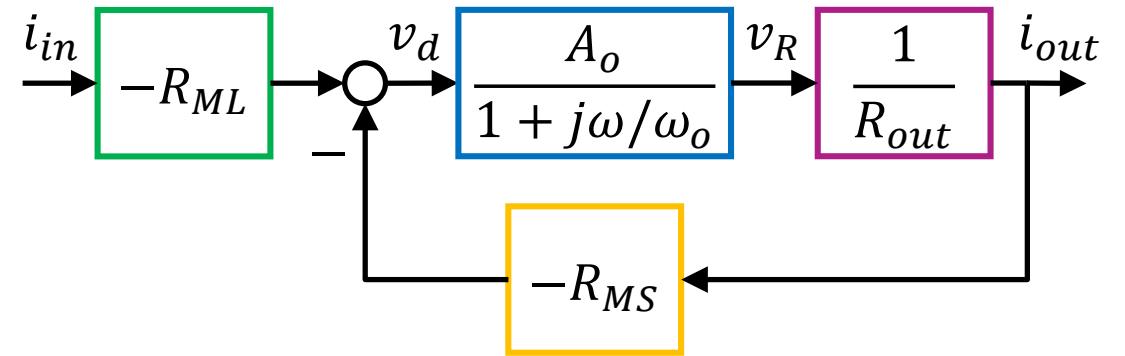 i_in
−R_ML
v_d
A_o
1 + jω/ω_o
v_R
1
R_out
i_out
−
−R_MS